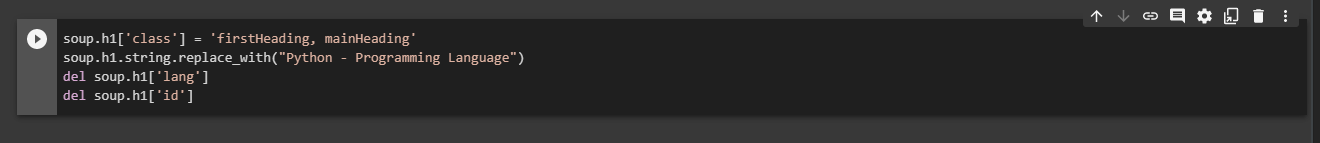 soup.h1['class'] = 'firstHeading, mainHeading'
soup.h1.string.replace_with("Python - Programming Language")
del soup.h1['lang']
del soup.h1['id']